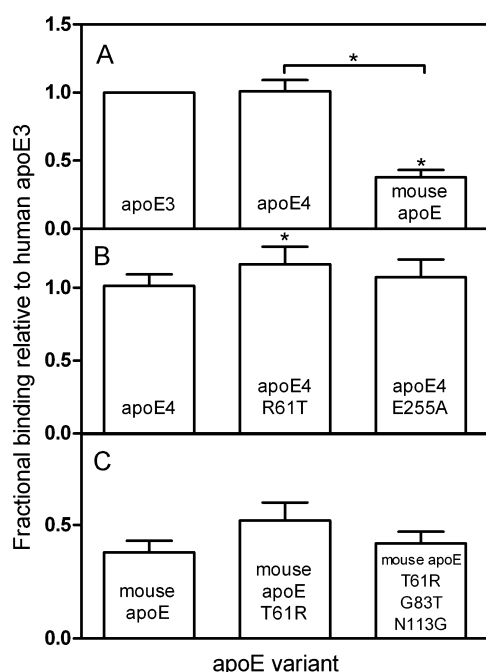 Fractional binding relative to human apoE3
A
1.5
1.0
0.5
0.0
*
*
apoE3
apoE4
mouse
apoE
B
1.0
0.5
0.0
*
apoE4
apoE4
R61T
apoE4
E255A
C
0.5
0.0
mouse
apoE
mouse
apoE
T61R
mouse apoE
T61R
G83T
N113G
apoE variant